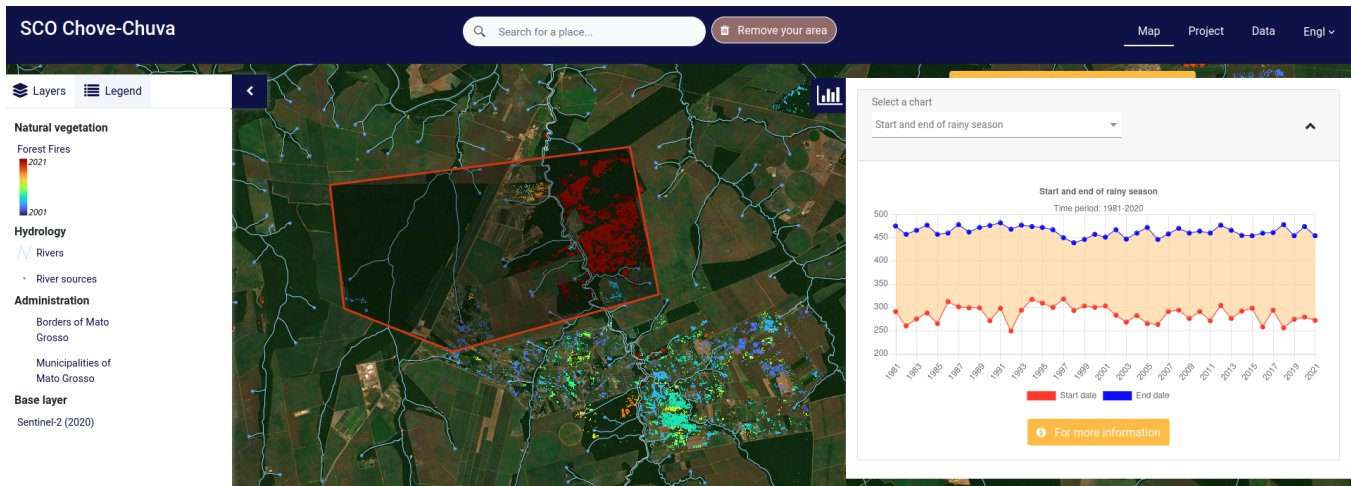 SCO Chove-Chuva
Search for a place...
Remove your area
Map
Project
Data
Engl
Layers
Legend
Natural vegetation
Forest Fires
2021
2001
Hydrology
Rivers
River sources
Administration
Borders of Mato
Grosso
Municipalities of
Mato Grosso
Base layer
Sentinel-2 (2020)
Select a chart
Start and end of rainy season
Start and end of rainy season
Time period: 1981-2020
500
450
400
350
300
250
200
1981
1983
1985
1987
1989
1991
1993
1995
1997
1999
2001
2003
2005
2007
2009
2011
2013
2015
2017
2019
2021
Start date
End date
For more information